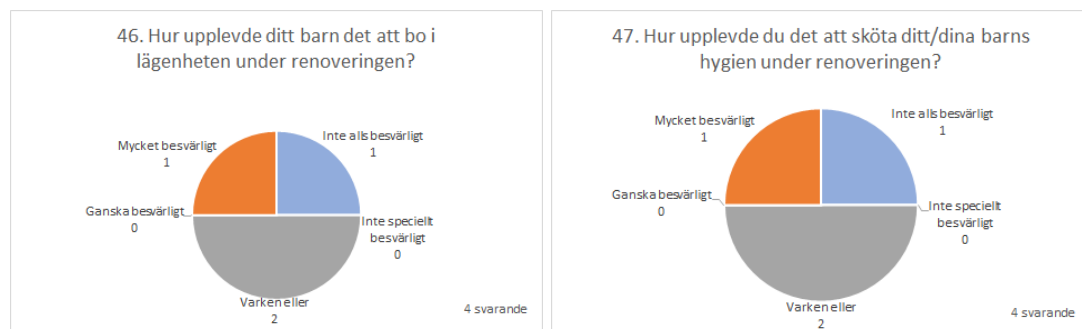 46. Hur upplevde ditt barn det att bo i
lägenheten under renoveringen?
Mycket besvärligt
1
Inte alls besvärligt
1
Ganska besvärligt
0
Inte speciellt
besvärligt
0
Varken eller
2
4 svarande
47. Hur upplevde du det att sköta ditt/dina barns
hygien under renoveringen?
Mycket besvärligt
1
Inte alls besvärligt
1
Ganska besvärligt
0
Inte speciellt
besvärligt
0
Varken eller
2
4 svarande